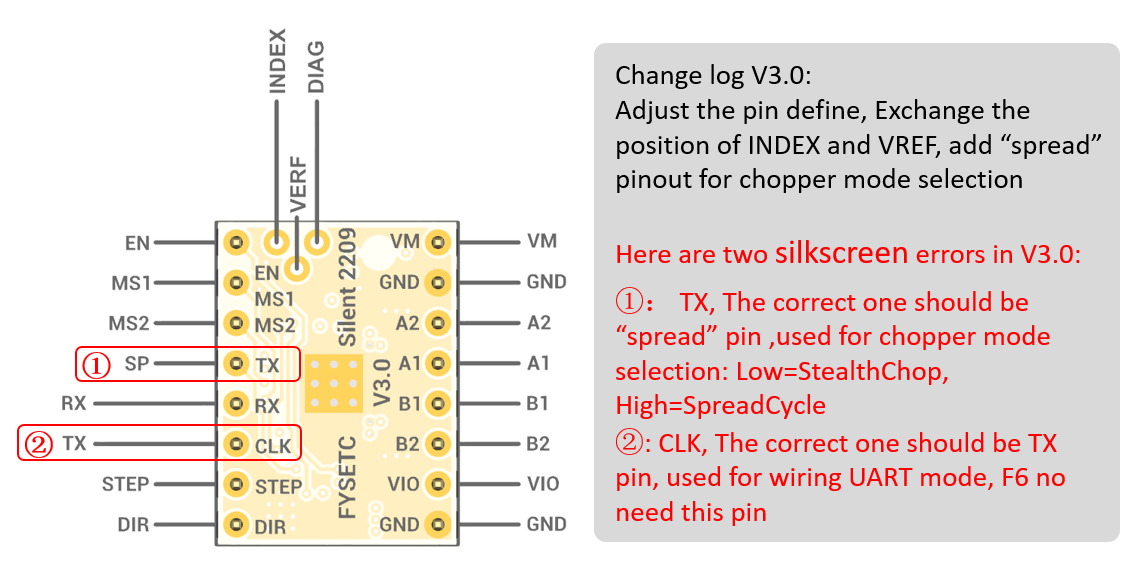 INDEX
DIAG
VERF
EN
MS1
MS2
① SP
RX
② TX
STEP
DIR
EN
MS1
MS2
TX
RX
CLK
STEP
DIR
Silent 2209
V3.0
FYSETC
VM
GND
A2
A1
B1
B2
VIO
GND
VM
GND
A2
A1
B1
B2
VIO
GND
Change log V3.0:
Adjust the pin define, Exchange the
position of INDEX and VREF, add “spread”
pinout for chopper mode selection
Here are two silkscreen errors in V3.0:
①： TX, The correct one should be
“spread” pin ,used for chopper mode
selection: Low=StealthChop,
High=SpreadCycle
②: CLK, The correct one should be TX
pin, used for wiring UART mode, F6 no
need this pin